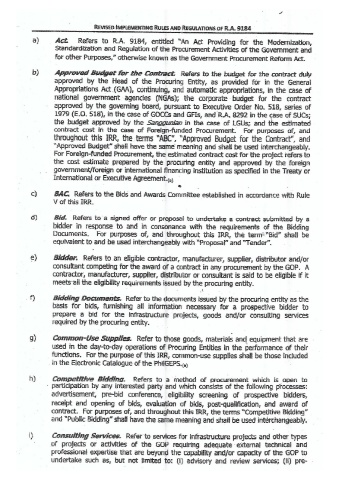 REVISED IMPLEMENTING RULES AND REGULATIONS OF R.A. 9184
a) Act. Refers to R.A. 9184, entitled "An Act Providing for the Modernization,
Standardization and Regulation of the Procurement Activities of the Government and
for other Purposes," otherwise known as the Government Procurement Reform Act.
b) Approved Budget for the Contract. Refers to the budget for the contract duly
approved by the Head of the Procuring Entity, as provided for in the General
Appropriations Act (GAA), continuing, and automatic appropriations, in the case of
national government agencies (NGAs); the corporate budget for the contract
approved by the governing board, pursuant to Executive Order No. 518, series of
1979 (E.O. 518), in the case of GOCCs and GFIs, and R.A. 8292 in the case of SUCs;
the budget approved by the Sanggunian in the case of LGUs; and the estimated
contract cost in the case of Foreign-funded Procurement. For purposes of, and
throughout this IRR, the terms "ABC", "Approved Budget for the Contract", and
"Approved Budget" shall have the same meaning and shall be used interchangeably.
For Foreign-funded Procurement, the estimated contract cost for the project refers to
the cost estimate prepared by the procuring entity and approved by the foreign
government/foreign or international financing institution as specified in the Treaty or
International or Executive Agreement.(a)
c) BAC. Refers to the Bids and Awards Committee established in accordance with Rule
V of this IRR.
d) Bid. Refers to a signed offer or proposal to undertake a contract submitted by a
bidder in response to and in consonance with the requirements of the Bidding
Documents. For purposes of, and throughout this IRR, the term "Bid" shall be
equivalent to and be used interchangeably with "Proposal" and "Tender".
e) Bidder. Refers to an eligible contractor, manufacturer, supplier, distributor and/or
consultant competing for the award of a contract in any procurement by the GOP. A
contractor, manufacturer, supplier, distributor or consultant is said to be eligible if it
meets all the eligibility requirements issued by the procuring entity.
f) Bidding Documents. Refer to the documents issued by the procuring entity as the
basis for bids, furnishing all information necessary for a prospective bidder to
prepare a bid for the infrastructure projects, goods and/or consulting services
required by the procuring entity.
g) Common-Use Supplies. Refer to those goods, materials and equipment that are
used in the day-to-day operations of Procuring Entities in the performance of their
functions. For the purpose of this IRR, common-use supplies shall be those included
in the Electronic Catalogue of the PhilGEPS.(a)
h) Competitive Bidding. Refers to a method of procurement which is open to
participation by any interested party and which consists of the following processes:
advertisement, pre-bid conference, eligibility screening of prospective bidders,
receipt and opening of bids, evaluation of bids, post-qualification, and award of
contract. For purposes of, and throughout this IRR, the terms "Competitive Bidding"
and "Public Bidding" shall have the same meaning and shall be used interchangeably.
i) Consulting Services. Refer to services for infrastructure projects and other types
of projects or activities of the GOP requiring adequate external technical and
professional expertise that are beyond the capability and/or capacity of the GOP to
undertake such as, but not limited to: (i) advisory and review services; (ii) pre-